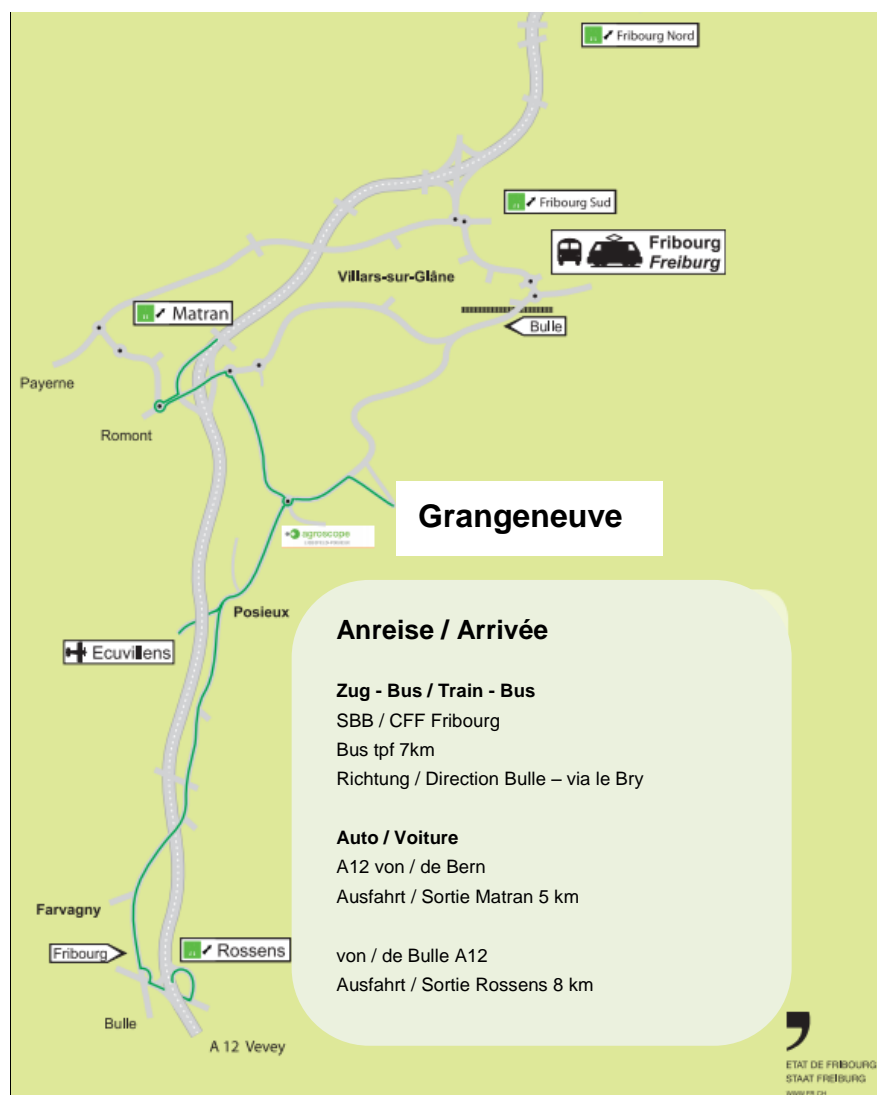 Fribourg Nord
Fribourg Sud
Fribourg
Freiburg
Villars-sur-Glâne
Matran
Bulle
Payerne
Romont
Grangeneuve
agroscope
Posieux
Ecuvillens
Anreise / Arrivée
Zug - Bus / Train - Bus
SBB / CFF Fribourg
Bus tpf 7km
Richtung / Direction Bulle – via le Bry
Auto / Voiture
A12 von / de Bern
Ausfahrt / Sortie Matran 5 km
von / de Bulle A12
Ausfahrt / Sortie Rossens 8 km
Farvagny
Fribourg
Rossens
Bulle
A 12 Vevey
ETAT DE FRIBOURG
STAAT FREIBURG
WWW.FR.CH